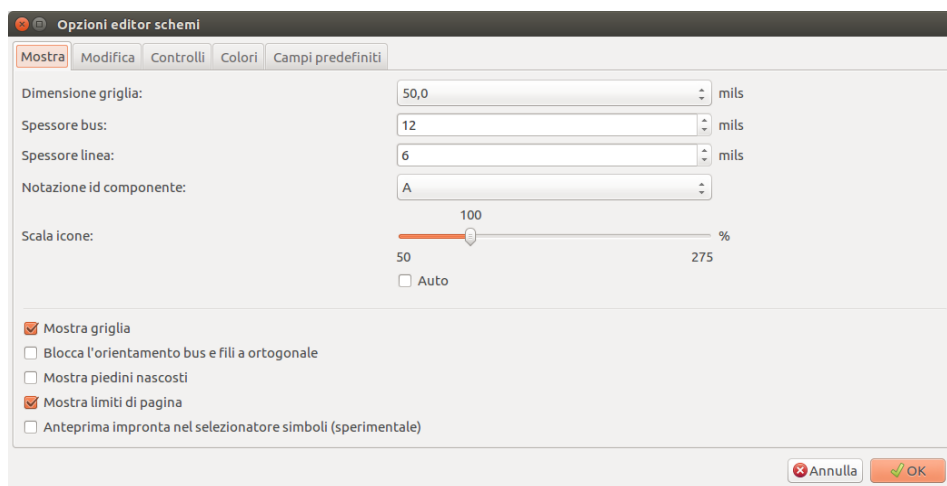 Opzioni editor schemi
Mostra Modifica Controlli Colori Campi predefiniti
Dimensione griglia: 50,0 mils
Spessore bus: 12 mils
Spessore linea: 6 mils
Notazione id componente: A
100
Scala icone: %
50 275
Auto
Mostra griglia
Blocca l'orientamento bus e fili a ortogonale
Mostra piedini nascosti
Mostra limiti di pagina
Anteprima impronta nel selezionatore simboli (sperimentale)
Annulla OK